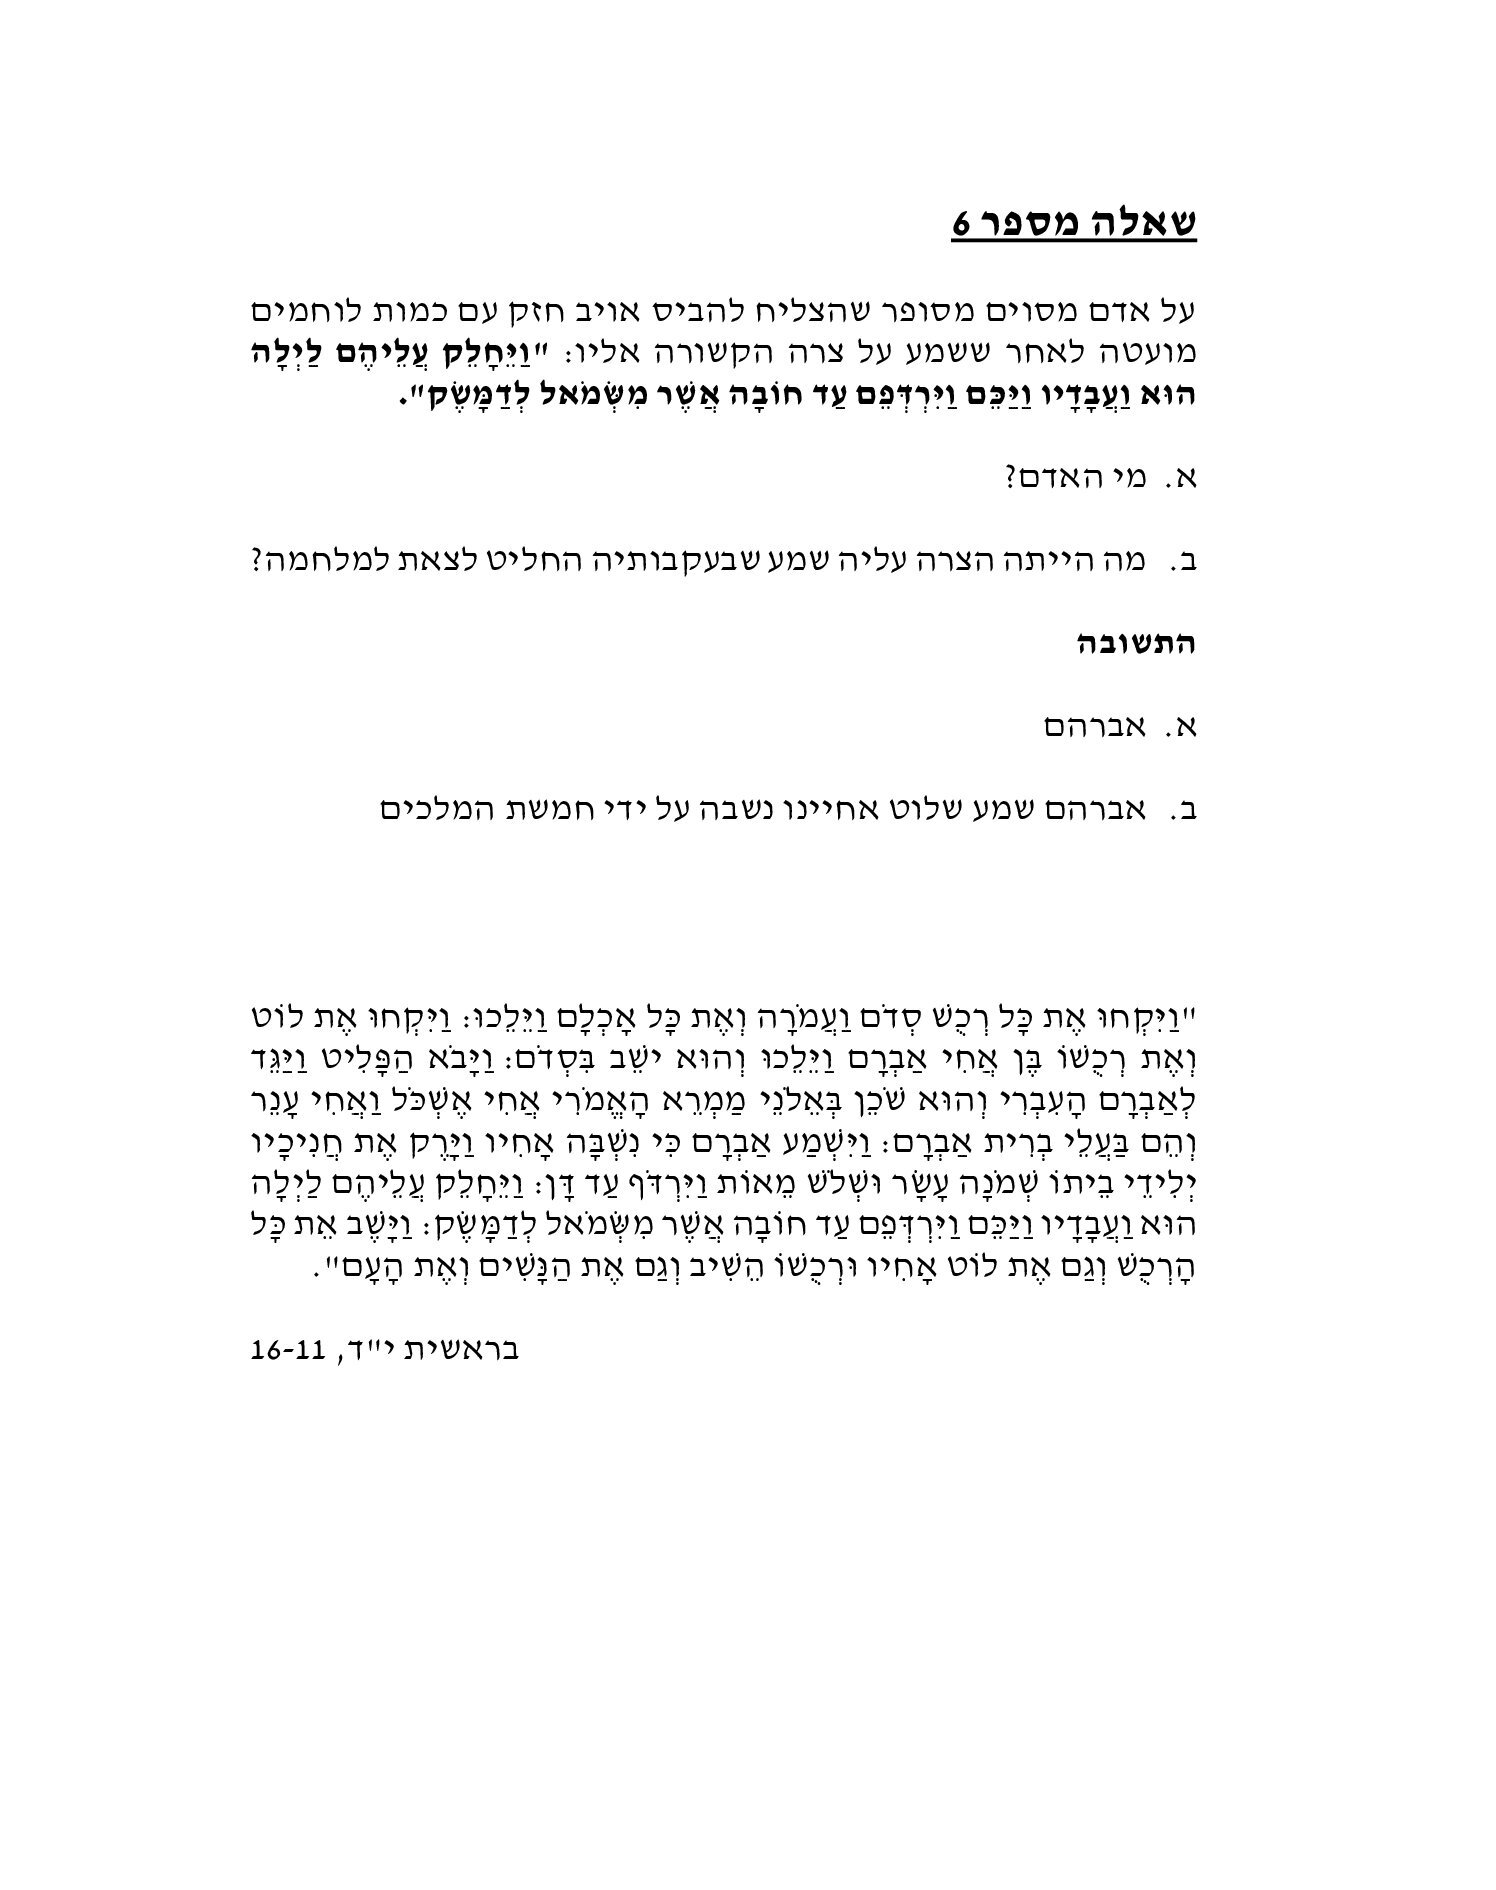 שאלה מספר 6
על אדם מסוים מסופר שהצליח להביס אויב חזק עם כמות לוחמים
מועטה לאחר ששמע על צרה הקשורה אליו: "וַיֵּחָלֵק עֲלֵיהֶם לַיְלָה
הוּא וַעֲבָדָיו וַיַּכֵּם וַיִּרְדְּפֵם עַד חוֹבָה אֲשֶׁר מִשְּׂמֹאל לְדַמָּשֶׂק".
א. מי האדם?
ב. מה הייתה הצרה עליה שמע שבעקבותיה החליט לצאת למלחמה?
התשובה
א. אברהם
ב. אברהם שמע שלוט אחיינו נשבה על ידי חמשת המלכים
"וַיִּקְחוּ אֶת כָּל רְכֻשׁ סְדֹם וַעֲמֹרָה וְאֶת כָּל אָכְלָם וַיֵּלֵכוּ: וַיִּקְחוּ אֶת לוֹט
וְאֶת רְכֻשׁוֹ בֶּן אֲחִי אַבְרָם וַיֵּלֵכוּ וְהוּא ישֵׁב בִּסְדֹם: וַיָּבֹא הַפָּלִיט וַיַּגֵּד
לְאַבְרָם הָעִבְרִי וְהוּא שֹׁכֵן בְּאֵלֹנֵי מַמְרֵא הָאֱמֹרִי אֲחִי אֶשְׁכֹּל וַאֲחִי עָנֵר
וְהֵם בַּעֲלֵי בְרִית אַבְרָם: וַיִּשְׁמַע אַבְרָם כִּי נִשְׁבָּה אָחִיו וַיָּרֶק אֶת חֲנִיכָיו
יְלִידֵי בֵיתוֹ שְׁמֹנָה עָשָׂר וּשְׁלשׁ מֵאוֹת וַיִּרְדֹּף עַד דָּן: וַיֵּחָלֵק עֲלֵיהֶם לַיְלָה
הוּא וַעֲבָדָיו וַיַּכֵּם וַיִּרְדְּפֵם עַד חוֹבָה אֲשֶׁר מִשְּׂמֹאל לְדַמָּשֶׂק: וַיָּשֶׁב אֵת כָּל
הָרְכֻשׁ וְגַם אֶת לוֹט אָחִיו וּרְכֻשׁוֹ הֵשִׁיב וְגַם אֶת הַנָּשִׁים וְאֶת הָעָם".
בראשית י"ד, 16-11